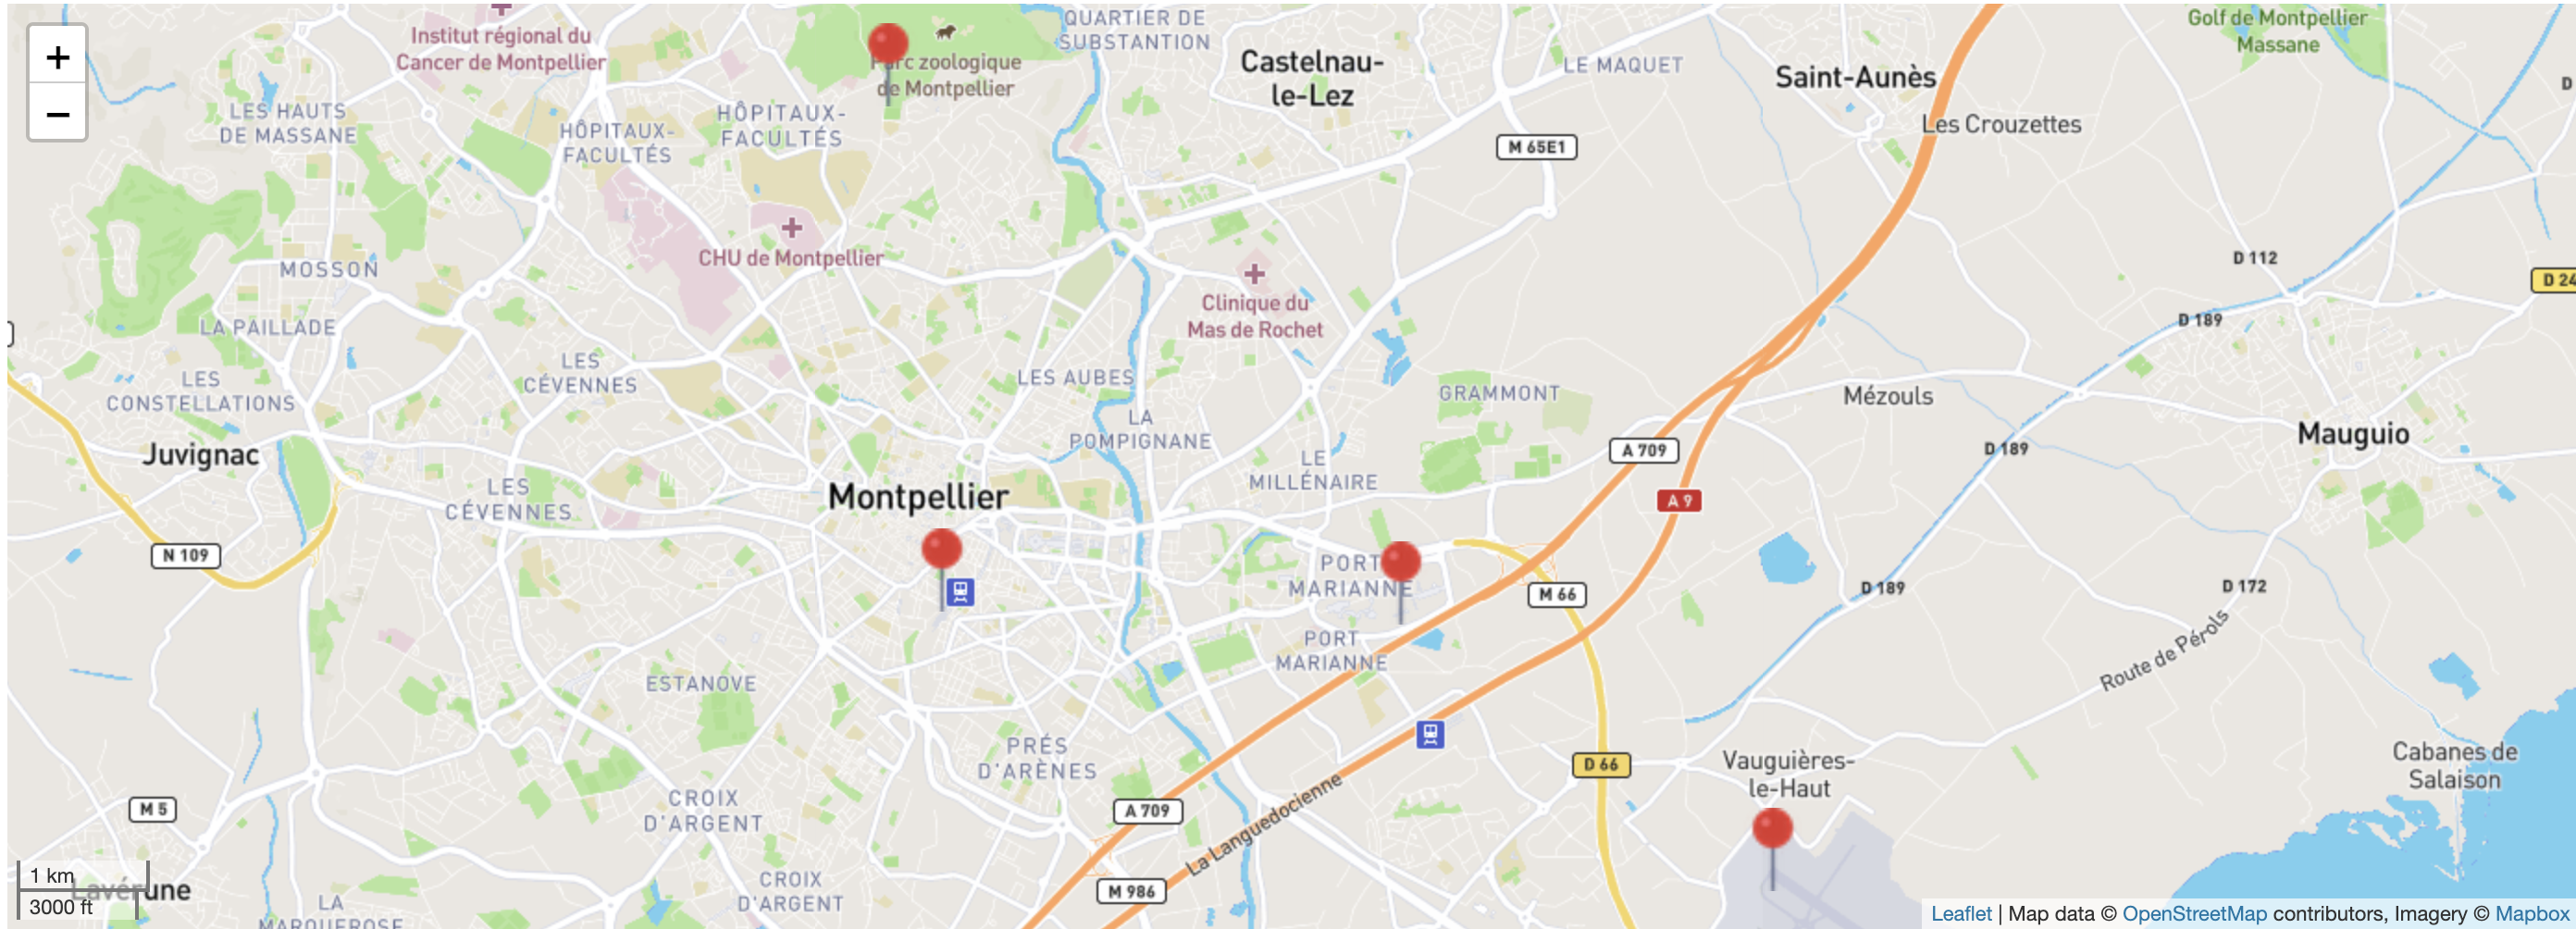 +
−
Institut régional du
Cancer de Montpellier
Parc zoologique
de Montpellier
QUARTIER DE
SUBSTANTION
Castelnau-
le-Lez
LE MAQUET
Saint-Aunès
Les Crouzettes
Golf de Montpellier
Massane
D
LES HAUTS
DE MASSANE
HÔPITAUX-
FACULTÉS
HÔPITAUX-
FACULTÉS
M 65E1
CHU de Montpellier
MOSSON
Clinique du
Mas de Rochet
D 112
D 24
LA PAILLADE
D 189
LES
CONSTELLATIONS
LES
CÉVENNES
LES AUBES
LA
POMPIGNANE
GRAMMONT
Mézouls
Juvignac
Mauguio
A 709
D 189
LE
MILLÉNAIRE
LES
CÉVENNES
Montpellier
A 9
N 109
PORT
MARIANNE
M 66
D 189
D 172
PORT
MARIANNE
Route de Pérols
ESTANOVE
PRÉS
D'ARÈNES
D 66
Vauguières-
le-Haut
Cabanes de
Salaison
M 5
CROIX
D'ARGENT
A 709
La Languedocienne
1 km
Lavérune
3000 ft
LA
MARQUEROSE
CROIX
D'ARGENT
M 986
Leaflet | Map data © OpenStreetMap contributors, Imagery © Mapbox